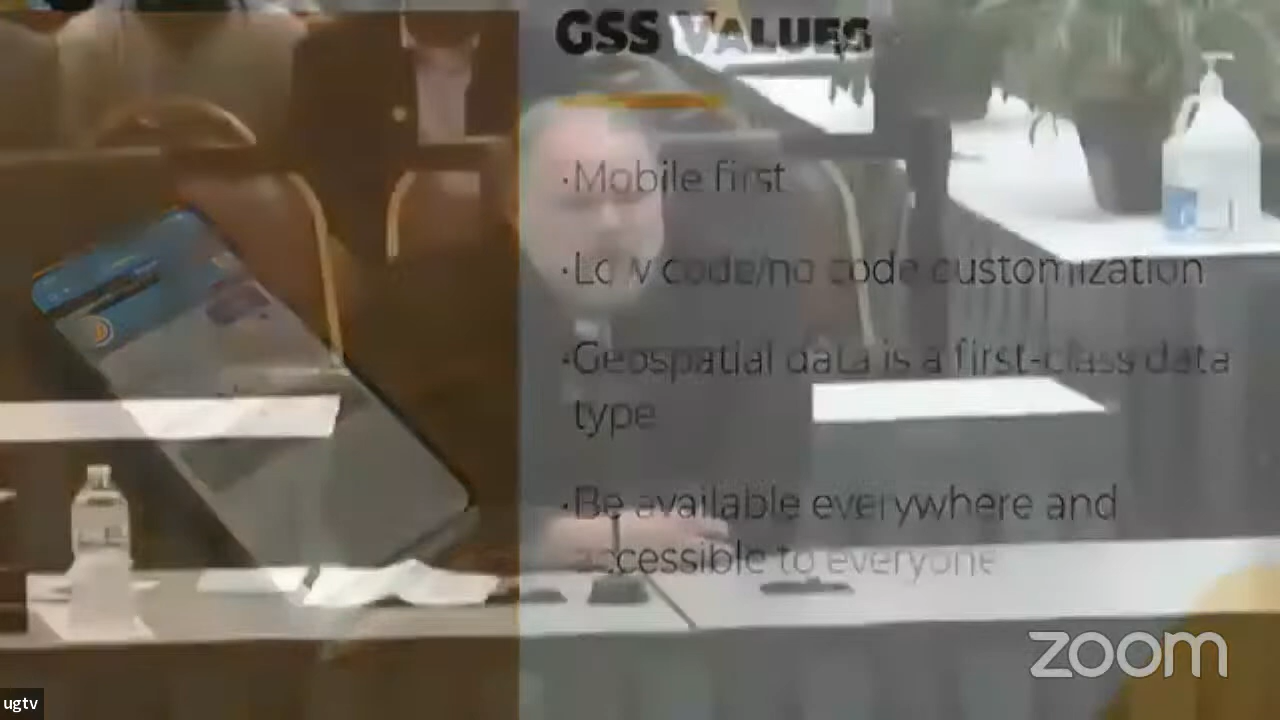 GSS VALUES
·Mobile first
·Low code/no code customization
·Geospatial data is a first-class data
type
·Be available everywhere and
accessible to everyone
zoom
ugtv